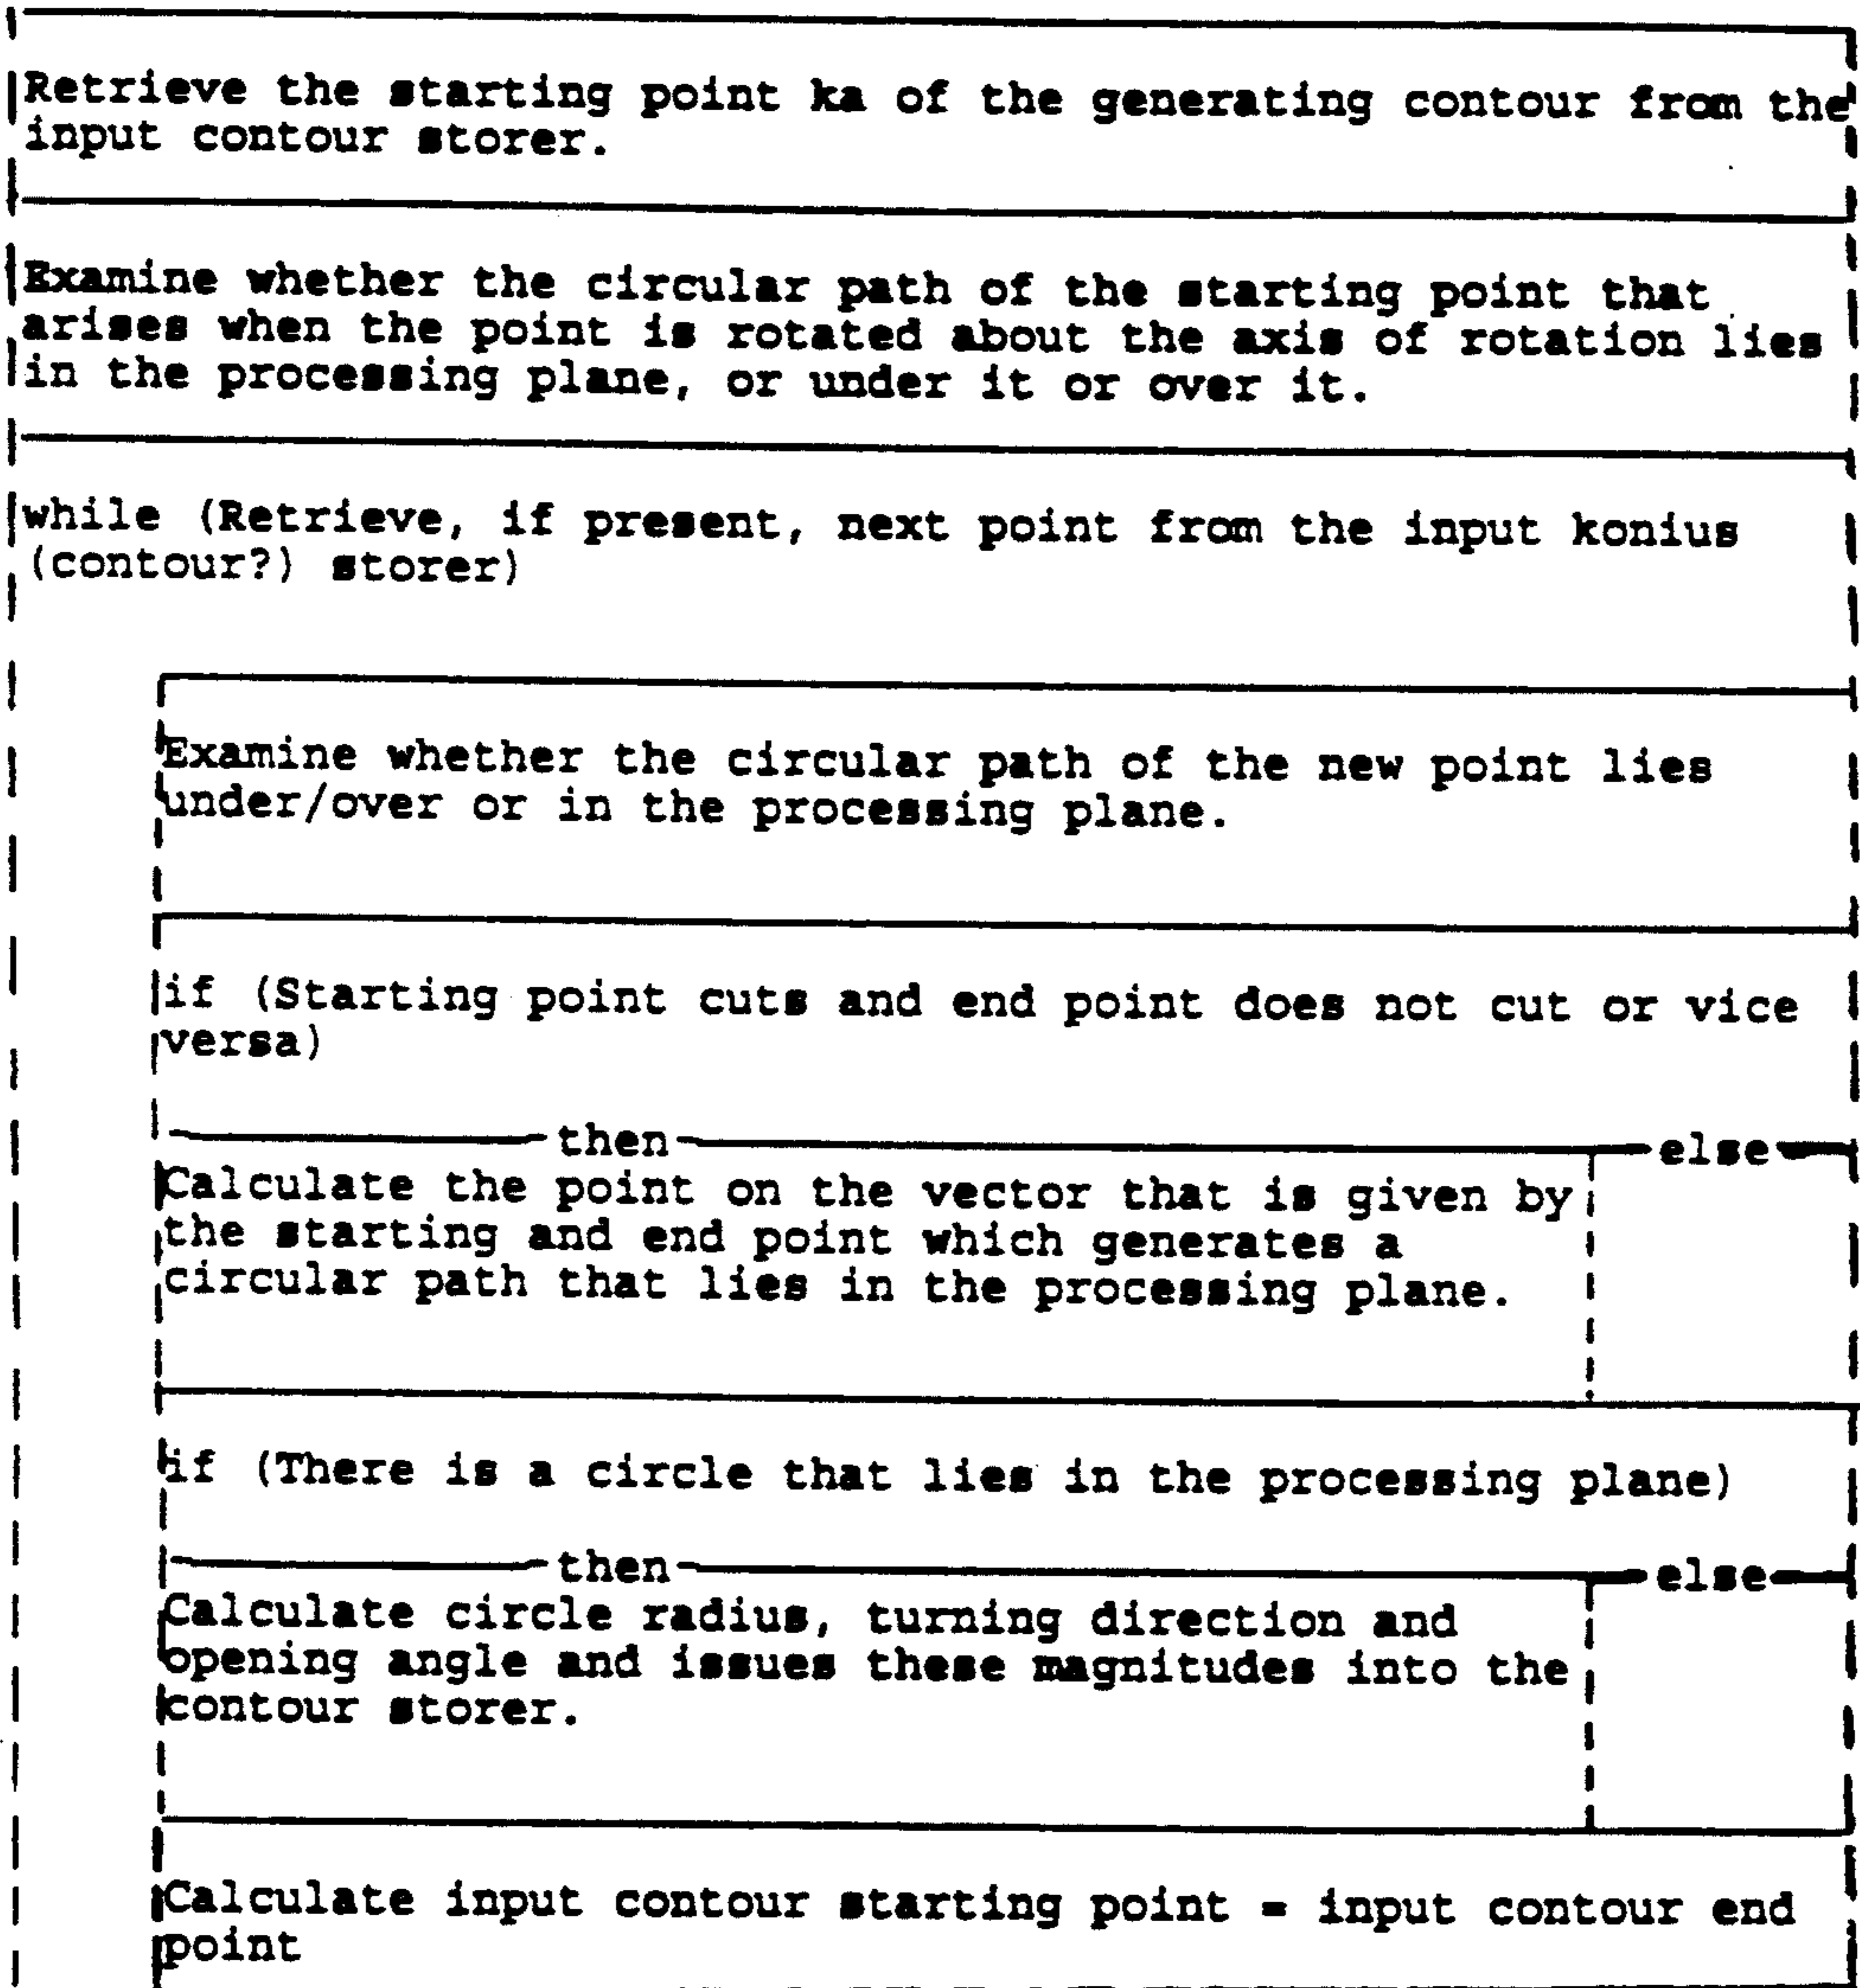 Retrieve the starting point ka of the generating contour from the
input contour storer.
Examine whether the circular path of the starting point that
arises when the point is rotated about the axis of rotation lies
in the processing plane, or under it or over it.
while (Retrieve, if present, next point from the input konius
(contour?) storer)
Examine whether the circular path of the new point lies
under/over or in the processing plane.
if (Starting point cuts and end point does not cut or vice
versa)
then else
Calculate the point on the vector that is given by
the starting and end point which generates a
circular path that lies in the processing plane.
if (There is a circle that lies in the processing plane)
then else
Calculate circle radius, turning direction and
opening angle and issues these magnitudes into the
contour storer.
Calculate input contour starting point = input contour end
point